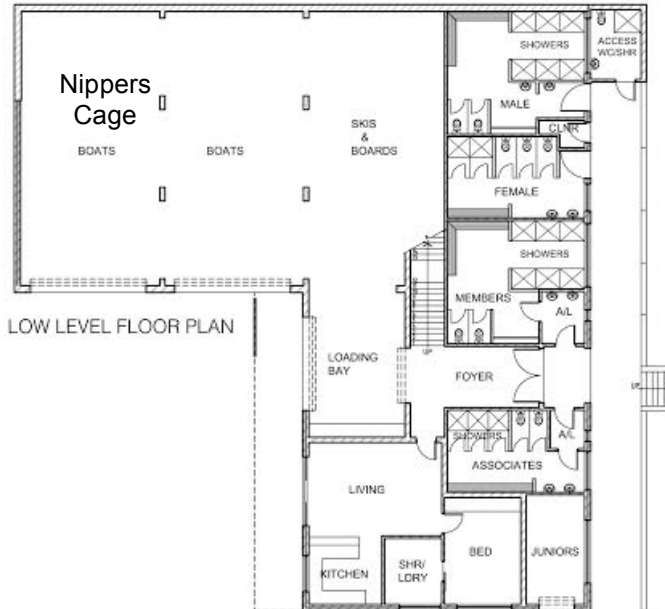 SHOWERS
ACCESS
WC/SHR
Nippers
Cage
MALE
SKIS
&
BOARDS
CLNR
BOATS
BOATS
FEMALE
SHOWERS
MEMBERS
A/L
LOW LEVEL FLOOR PLAN
UP
LOADING
BAY
FOYER
UP
SHOWERS
A/L
ASSOCIATES
LIVING
BED
JUNIORS
SHR/
LDRY
KITCHEN